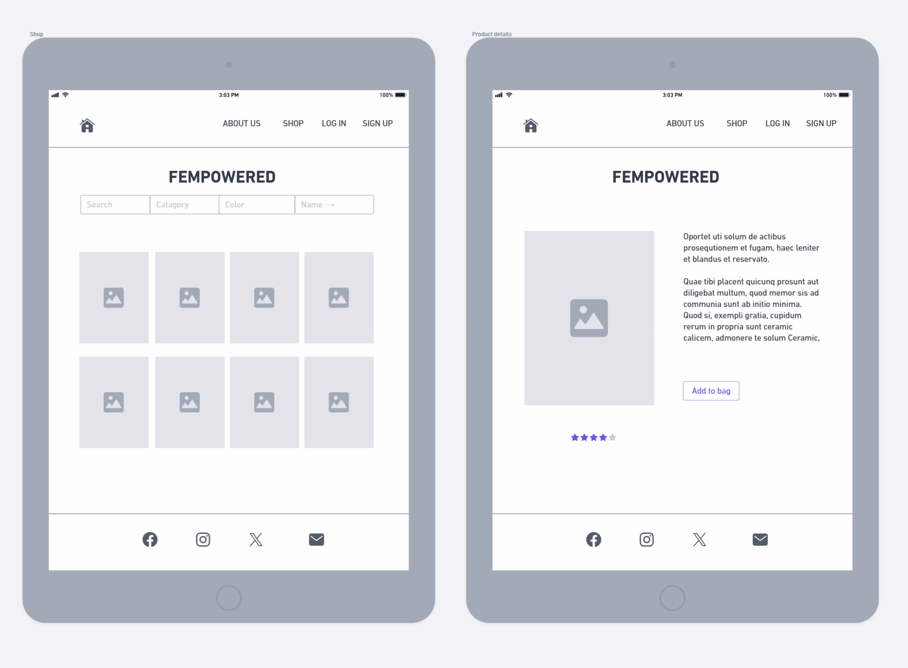 Shop
3:03 PM
100%
ABOUT US SHOP LOG IN SIGN UP
FEMPOWERED
Search Catagory Color Name →
Product details
3:03 PM
100%
ABOUT US SHOP LOG IN SIGN UP
FEMPOWERED
Oportet uti solum de actibus
prosequtionem et fugam, haec leniter
et blandus et reservato.
Quae tibi placent quicunq prosunt aut
diligebat multum, quod memor sis ad
communia sunt ab initio minima.
Quod si, exempli gratia, cupidum
rerum in propria sunt ceramic
calicem, admonere te solum Ceramic,
Add to bag